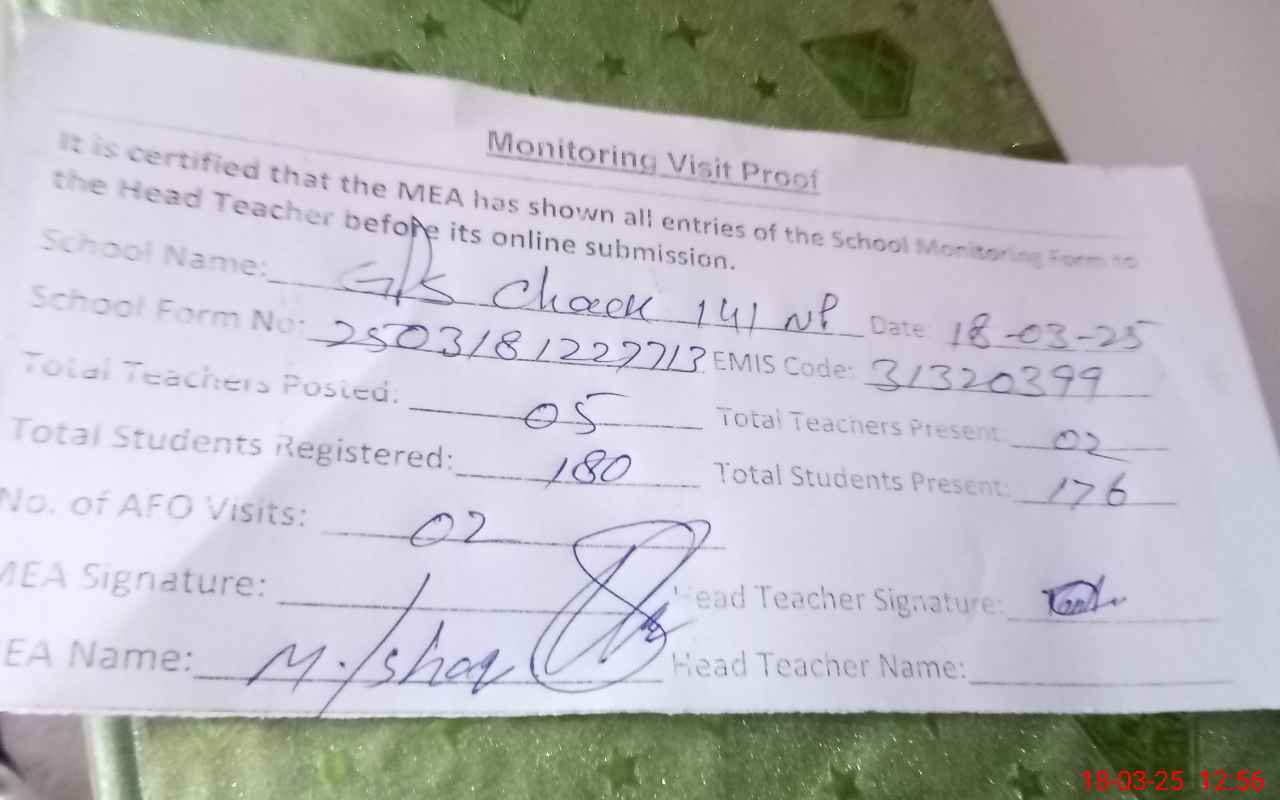 Monitoring Visit Proof
It is certified that the MEA has shown all entries of the School Monitoring Form to
the Head Teacher before its online submission.
School Name: GPS Chack 141 NP Date: 18-03-25
School Form No: 2503181227713 EMIS Code: 31320399
Total Teachers Posted: 05 Total Teachers Present: 02
Total Students Registered: 180 Total Students Present: 176
No. of AFO Visits: 02
MEA Signature: Head Teacher Signature:
EA Name: M. Ishaq Head Teacher Name:
18-03-25 12:56